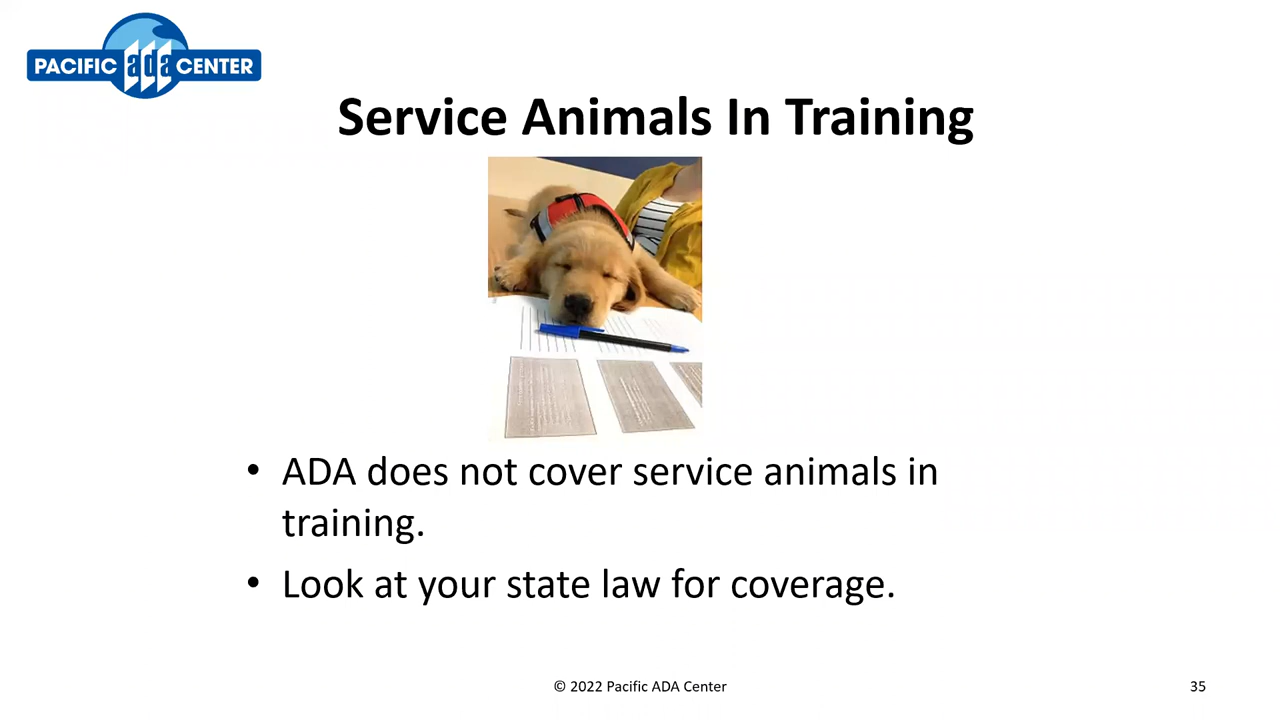 PACIFIC ada CENTER
Service Animals In Training
• ADA does not cover service animals in
training.
• Look at your state law for coverage.
© 2022 Pacific ADA Center
35